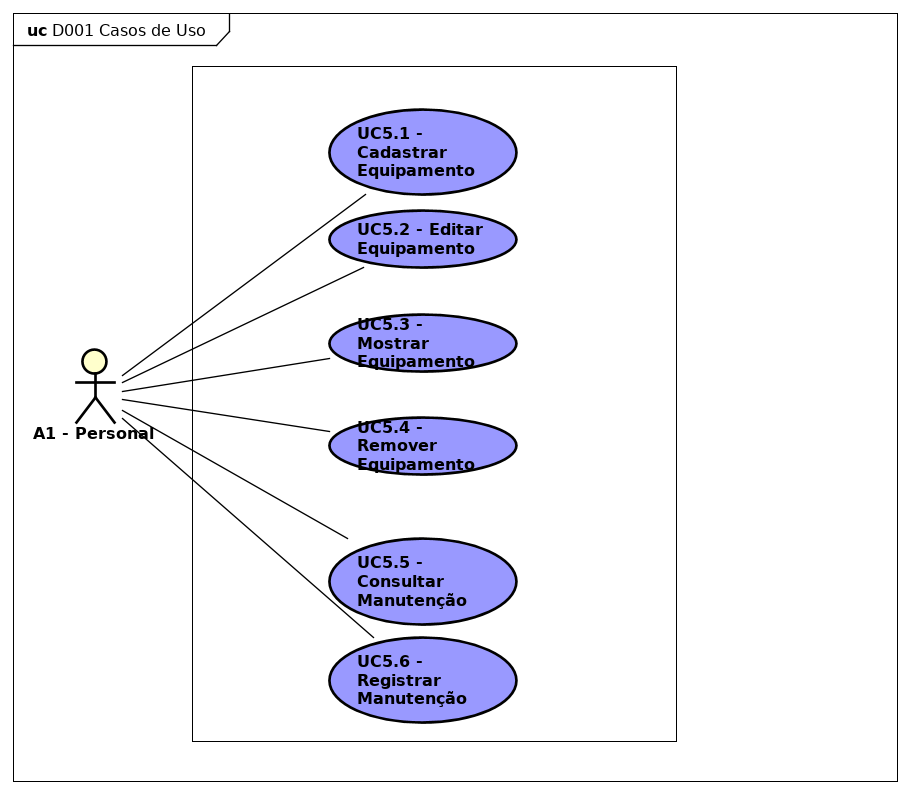 uc D001 Casos de Uso
UC5.1 -
Cadastrar
Equipamento
UC5.2 - Editar
Equipamento
UC5.3 -
Mostrar
Equipamento
A1 - Personal
UC5.4 -
Remover
Equipamento
UC5.5 -
Consultar
Manutenção
UC5.6 -
Registrar
Manutenção